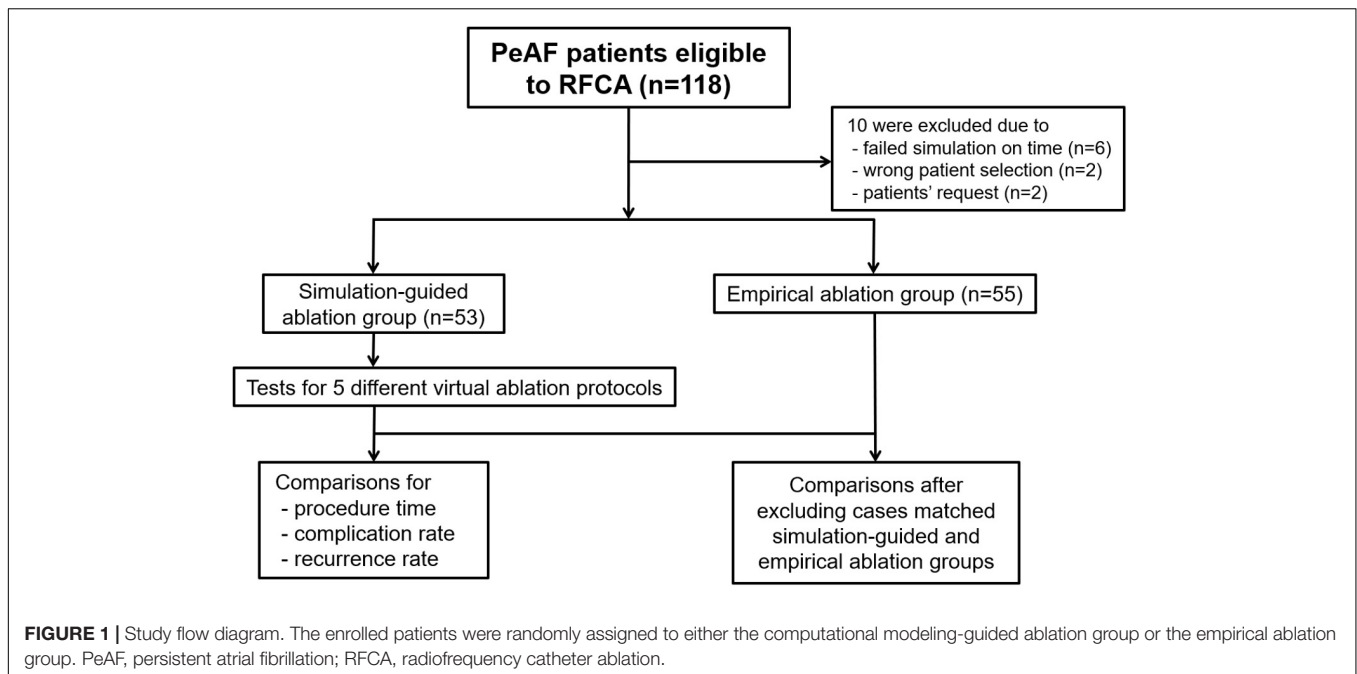 PeAF patients eligible
to RFCA (n=118)
10 were excluded due to
- failed simulation on time (n=6)
- wrong patient selection (n=2)
- patients' request (n=2)
Simulation-guided
ablation group (n=53)
Empirical ablation group (n=55)
Tests for 5 different virtual ablation protocols
Comparisons for
- procedure time
- complication rate
- recurrence rate
Comparisons after
excluding cases matched
simulation-guided and
empirical ablation groups
FIGURE 1 | Study flow diagram. The enrolled patients were randomly assigned to either the computational modeling-guided ablation group or the empirical ablation
group. PeAF, persistent atrial fibrillation; RFCA, radiofrequency catheter ablation.